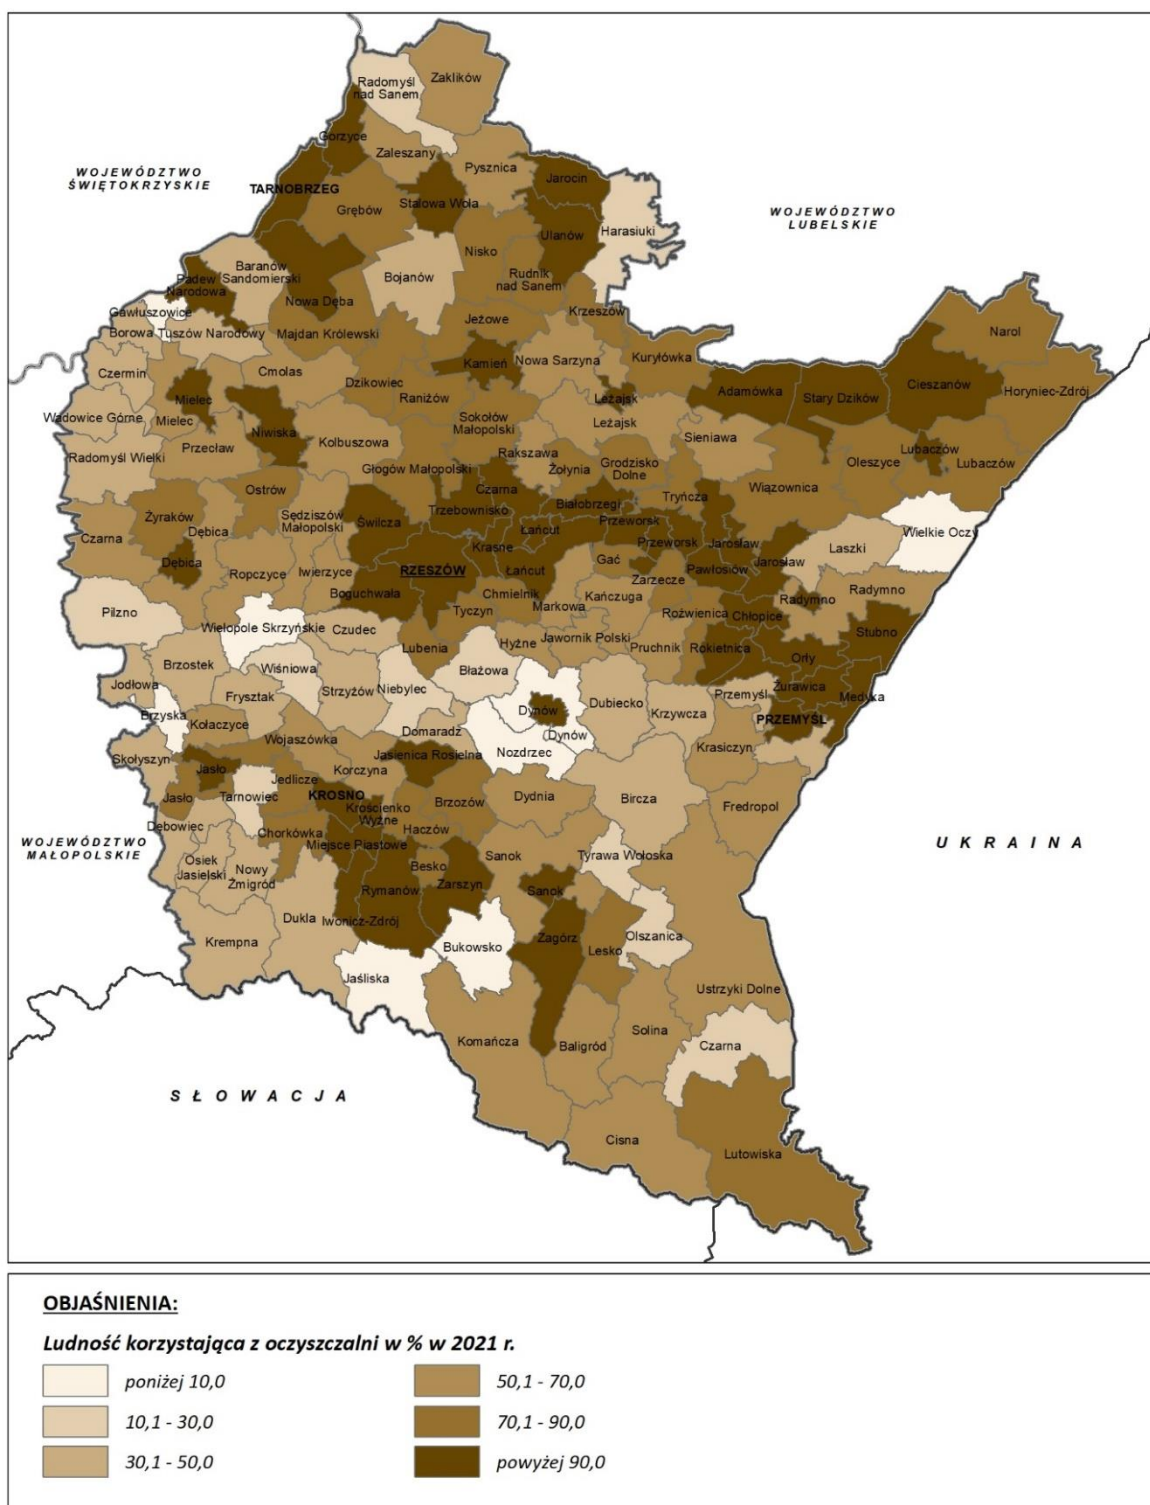 Radomyśl
nad Sanem
Zaklików
Gorzyce
Zaleszany
WOJEWÓDZTWO
ŚWIĘTOKRZYSKIE
Pysznica
Jarocin
TARNOBRZEG
Stalowa Wola
Grębów
WOJEWÓDZTWO
LUBELSKIE
Harasiuki
Ulanów
Nisko
Baranów
Sandomierski
Bojanów
Rudnik
nad Sanem
Padew
Narodowa
Nowa Dęba
Gawłuszowice
Krzeszów
Jeżowe
Borowa
Tuszów Narodowy
Majdan Królewski
Narol
Kuryłówka
Nowa Sarzyna
Kamień
Czermin
Cmolas
Dzikowiec
Cieszanów
Adamówka
Stary Dzików
Horyniec-Zdrój
Mielec
Raniżów
Leżajsk
Wadowice Górne
Mielec
Sokołów
Małopolski
Leżajsk
Niwiska
Kolbuszowa
Sieniawa
Przecław
Rakszawa
Lubaczów
Radomyśl Wielki
Oleszyce
Lubaczów
Głogów Małopolski
Żołynia
Grodzisko
Dolne
Ostrów
Czarna
Wiązownica
Tryńcza
Białobrzegi
Trzebownisko
Sędziszów
Małopolski
Żyraków
Świlcza
Przeworsk
Dębica
Łańcut
Wielkie Oczy
Czarna
Przeworsk
Jarosław
Krasne
Laszki
Dębica
Gać
Jarosław
Ropczyce
Iwierzyce
RZESZÓW
Łańcut
Pawłosiów
Zarzecze
Radymno
Boguchwała
Chmielnik
Kańczuga
Radymno
Pilzno
Tyczyn
Markowa
Roźwienica
Chłopice
Wielopole Skrzyńskie
Czudec
Stubno
Lubenia
Hyżne
Jawornik Polski
Pruchnik
Rokietnica
Orły
Brzostek
Wiśniowa
Błażowa
Jodłowa
Strzyżów
Niebylec
Żurawica
Frysztak
Przemyśl
Medyka
Dubiecko
Brzyska
Dynów
Krzywcza
PRZEMYŚL
Kołaczyce
Domaradz
Dynów
Wojaszówka
Nozdrzec
Krasiczyn
Skołyszyn
Jasienica Rosielna
Jasło
Korczyna
Jedlicze
KROSNO
Jasło
Tarnowiec
Dydnia
Bircza
Brzozów
Krościenko
Wyżne
Fredropol
Dębowiec
Chorkówka
Haczów
WOJEWÓDZTWO
MAŁOPOLSKIE
Miejsce Piastowe
UKRAINA
Sanok
Tyrawa Wołoska
Osiek
Jasielski
Besko
Nowy
Żmigród
Zarszyn
Rymanów
Sanok
Dukla
Iwonicz-Zdrój
Olszanica
Krempna
Zagórz
Bukowsko
Lesko
Jaśliska
Ustrzyki Dolne
Solina
Komańcza
Baligród
Czarna
SŁOWACJA
Cisna
Lutowiska
OBJAŚNIENIA:
Ludność korzystająca z oczyszczalni w % w 2021 r.
poniżej 10,0
10,1 - 30,0
30,1 - 50,0
50,1 - 70,0
70,1 - 90,0
powyżej 90,0